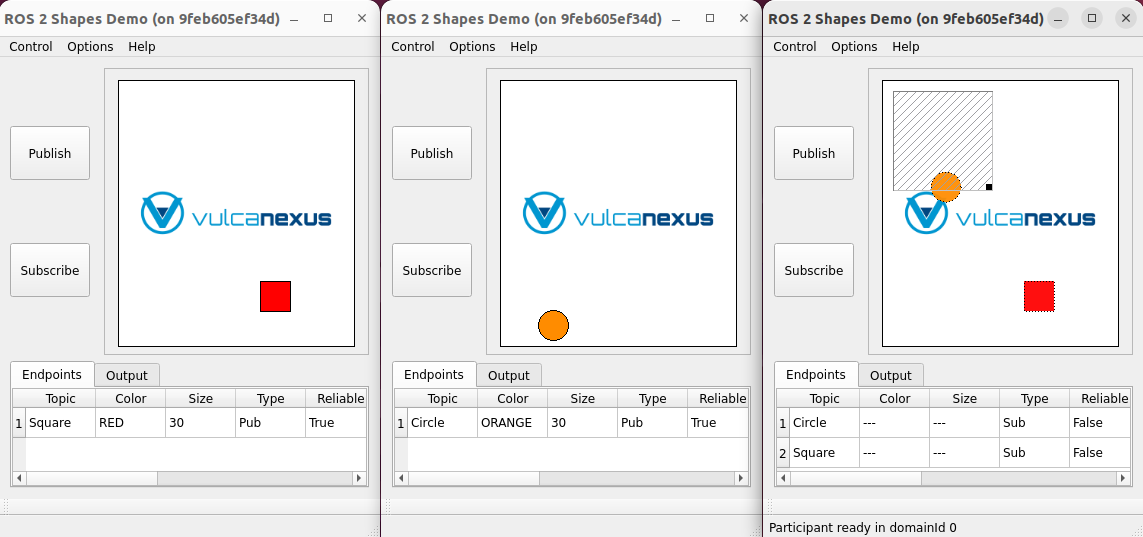 ROS 2 Shapes Demo (on 9feb605ef34d)
Control Options Help
Publish
Subscribe
vulcanexus
Endpoints Output
Topic Color Size Type Reliable
1 Square RED 30 Pub True
ROS 2 Shapes Demo (on 9feb605ef34d)
Control Options Help
Publish
Subscribe
vulcanexus
Endpoints Output
Topic Color Size Type Reliable
1 Circle ORANGE 30 Pub True
ROS 2 Shapes Demo (on 9feb605ef34d)
Control Options Help
Publish
Subscribe
vulcanexus
Endpoints Output
Topic Color Size Type Reliable
1 Circle --- --- Sub False
2 Square --- --- Sub False
Participant ready in domainId 0